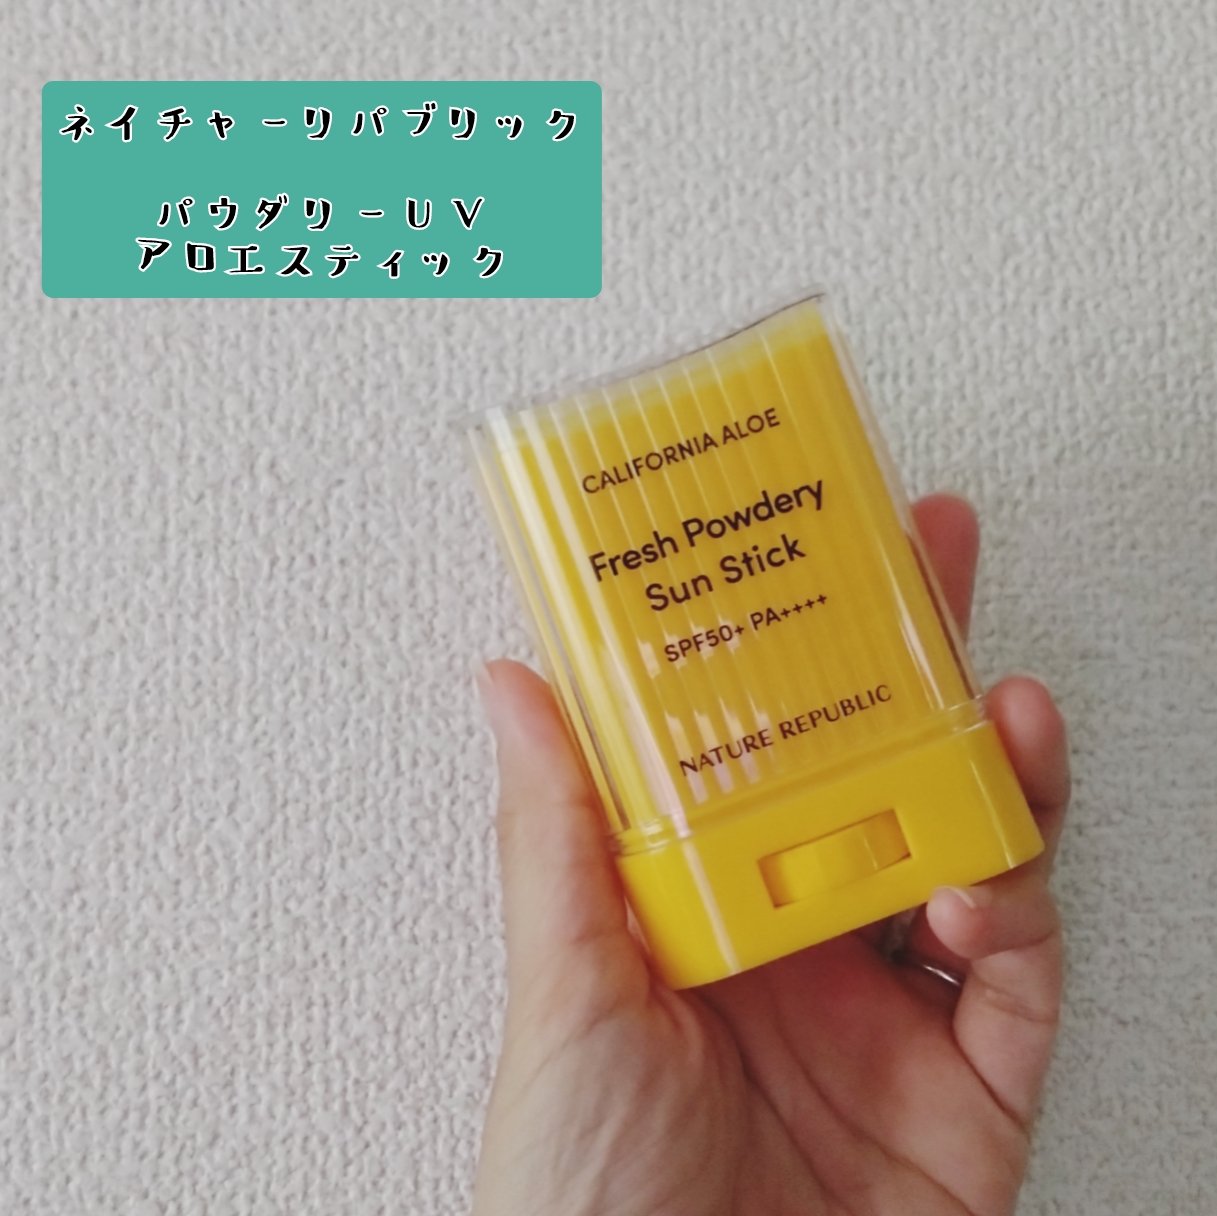 ネイチャーリパブリック
パウダリーUV
アロエスティック
CALIFORNIA ALOE
Fresh Powdery
Sun Stick
SPF50+ PA++++
NATURE REPUBLIC